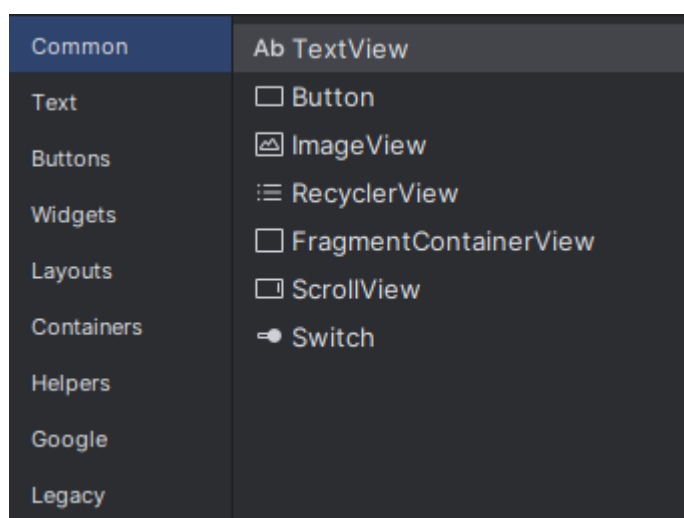 Common
Text
Buttons
Widgets
Layouts
Containers
Helpers
Google
Legacy
Ab TextView
Button
ImageView
RecyclerView
FragmentContainerView
ScrollView
Switch